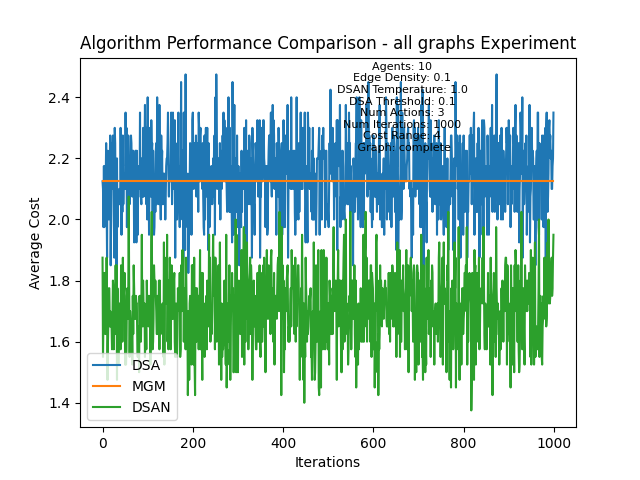 Algorithm Performance Comparison - all graphs Experiment
Agents: 10
Edge Density: 0.1
DSAN Temperature: 1.0
DSA Threshold: 0.1
Num Actions: 3
Num Iterations: 1000
Cost Range: 4
Graph: complete
Average Cost
2.4
2.2
2.0
1.8
1.6
1.4
DSA
MGM
DSAN
0
200
400
600
800
1000
Iterations